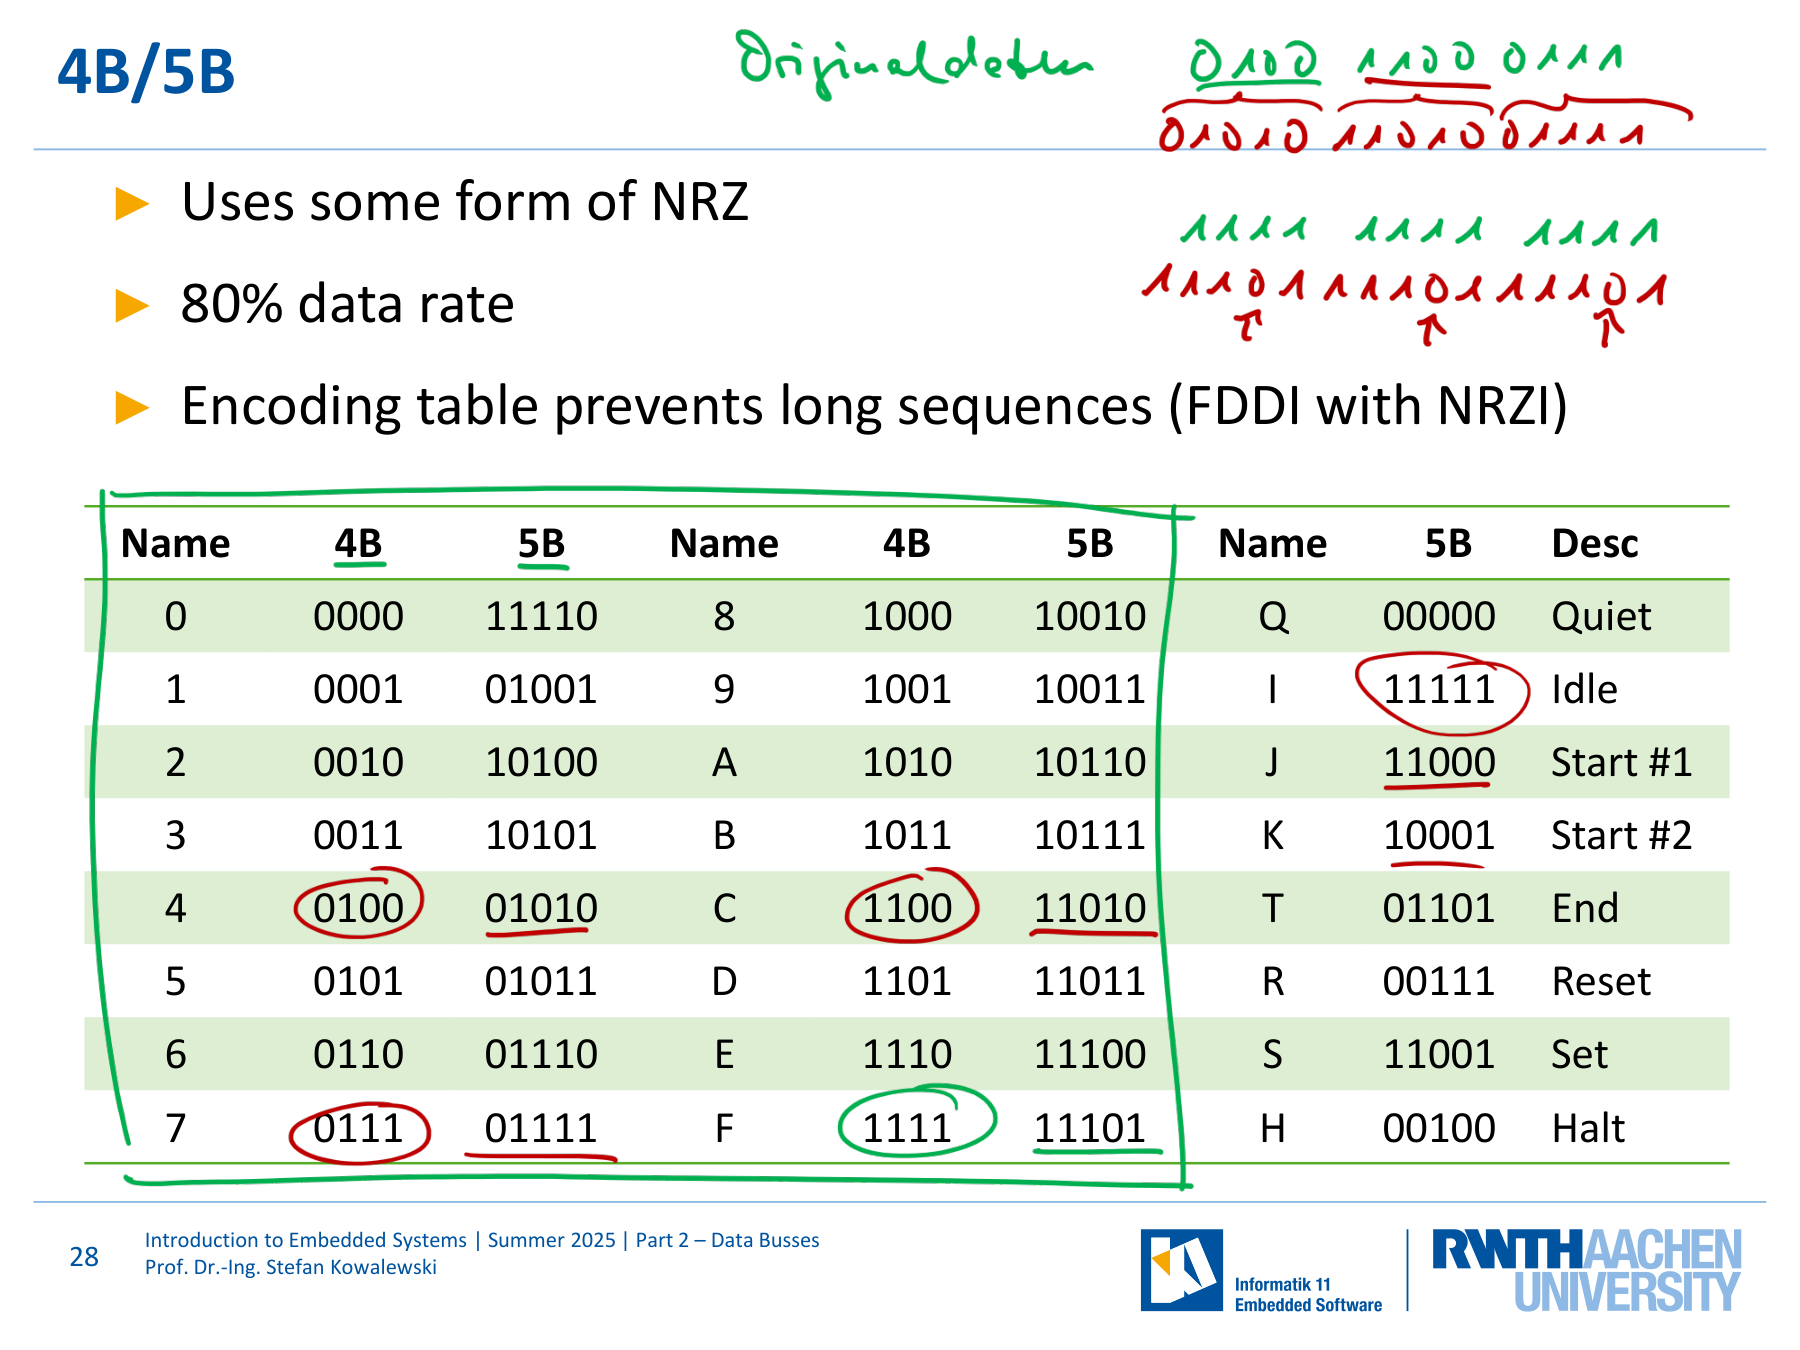 4B/5B
Originaldaten 0100 1100 0111
01010 11010 01111
► Uses some form of NRZ
1111 1111 1111
► 80% data rate
11101 11101 11101
► Encoding table prevents long sequences (FDDI with NRZI)
Name 4B 5B Name 4B 5B Name 5B Desc
0 0000 11110 8 1000 10010 Q 00000 Quiet
1 0001 01001 9 1001 10011 I 11111 Idle
2 0010 10100 A 1010 10110 J 11000 Start #1
3 0011 10101 B 1011 10111 K 10001 Start #2
4 0100 01010 C 1100 11010 T 01101 End
5 0101 01011 D 1101 11011 R 00111 Reset
6 0110 01110 E 1110 11100 S 11001 Set
7 0111 01111 F 1111 11101 H 00100 Halt
28
Introduction to Embedded Systems | Summer 2025 | Part 2 – Data Busses
Prof. Dr.-Ing. Stefan Kowalewski
Informatik 11
Embedded Software
RWTH AACHEN
UNIVERSITY